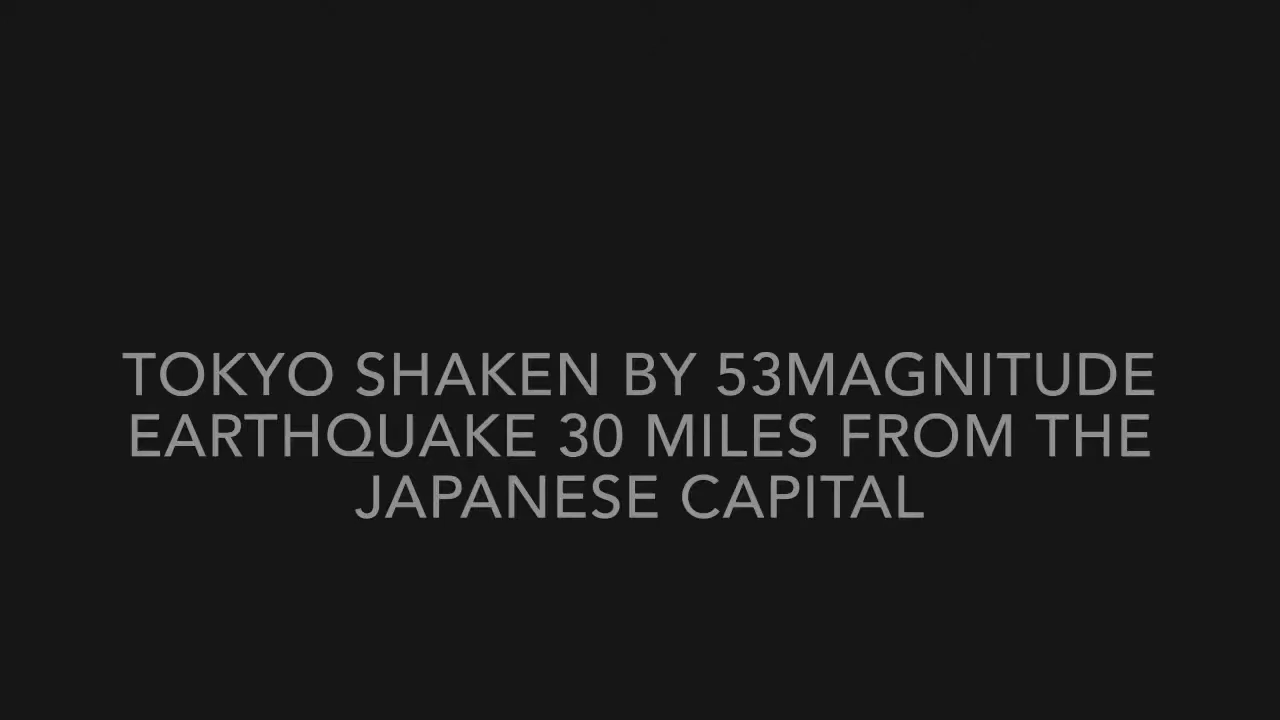 TOKYO SHAKEN BY 53MAGNITUDE
EARTHQUAKE 30 MILES FROM THE
JAPANESE CAPITAL